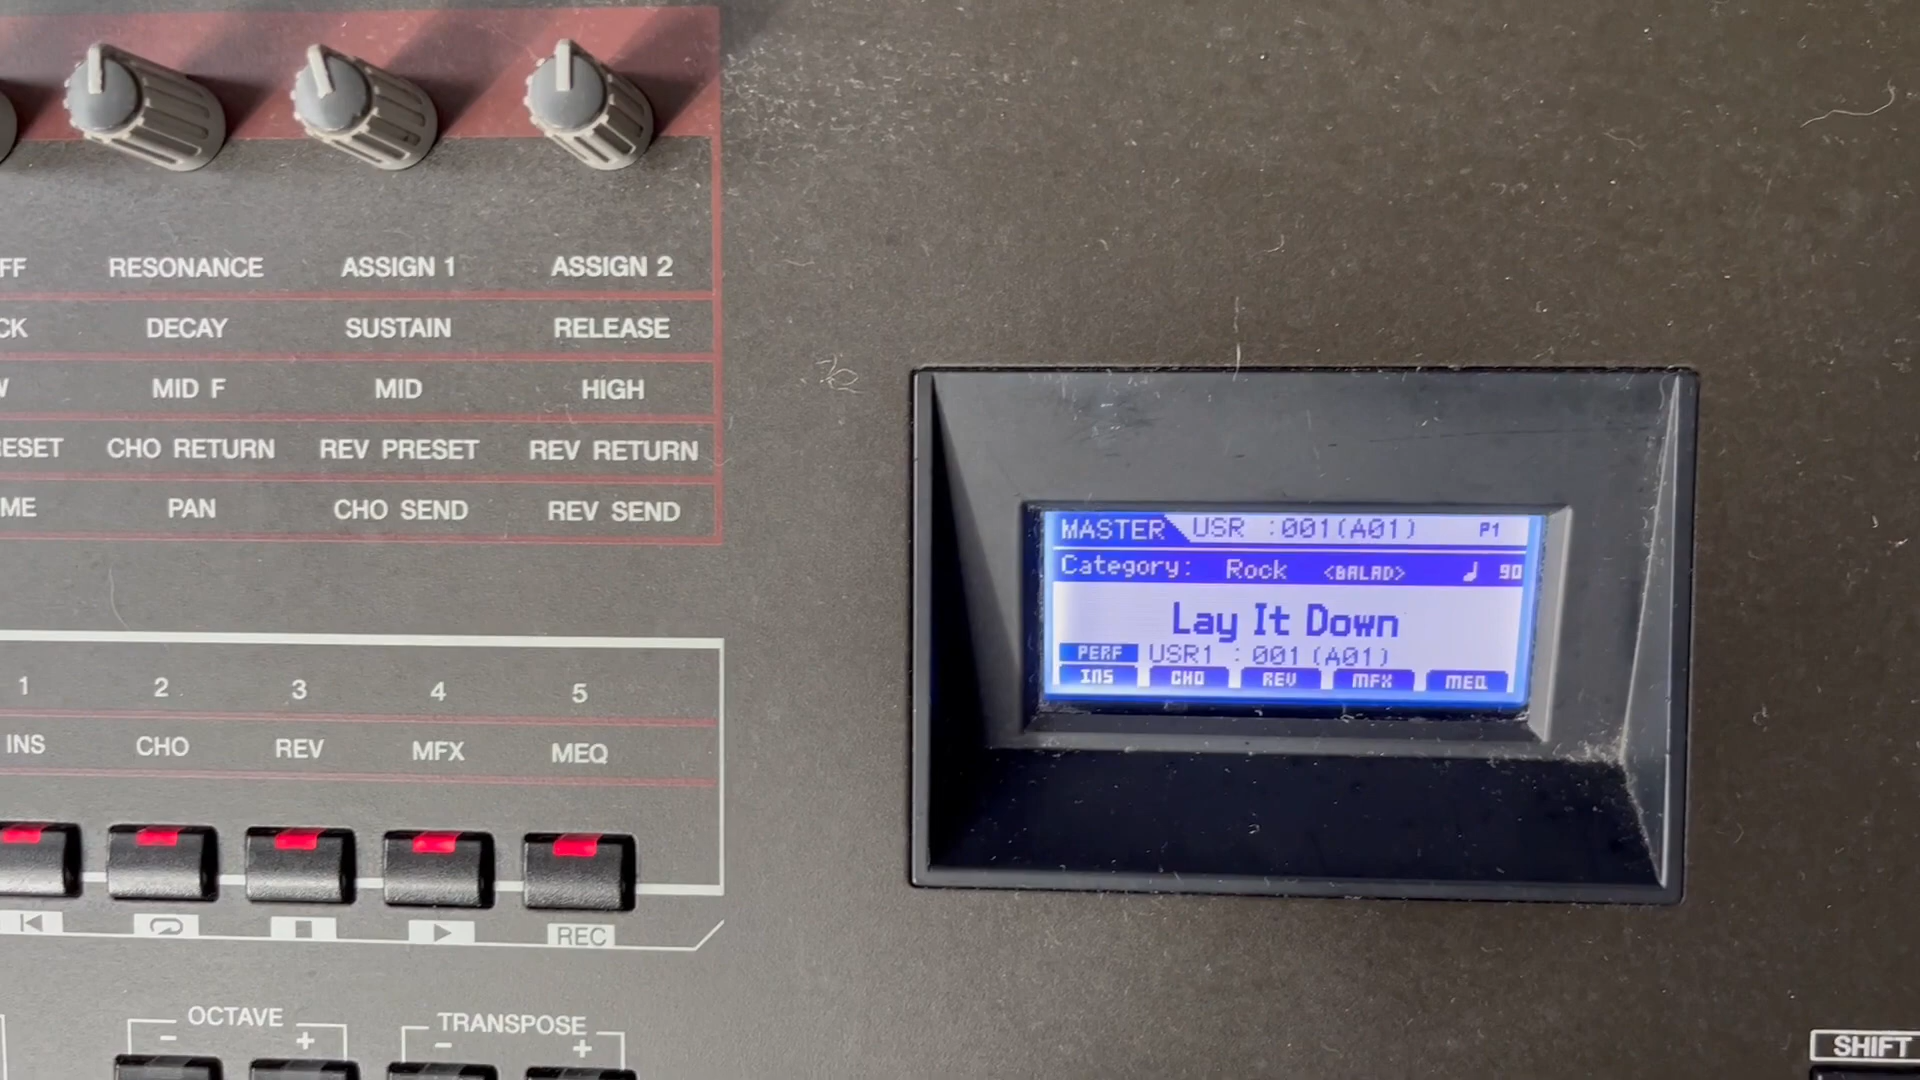 FF RESONANCE ASSIGN 1 ASSIGN 2
CK DECAY SUSTAIN RELEASE
MID F MID HIGH
ESET CHO RETURN REV PRESET REV RETURN
ME PAN CHO SEND REV SEND
MASTER USR :001(A01) P1
Category: Rock <BALAD> ♩ 90
Lay It Down
PERF USR1 :001(A01)
INS CHO REV MFX MEQ
1 2 3 4 5
INS CHO REV MFX MEQ
REC
OCTAVE
- +
TRANSPOSE
- +
SHIFT